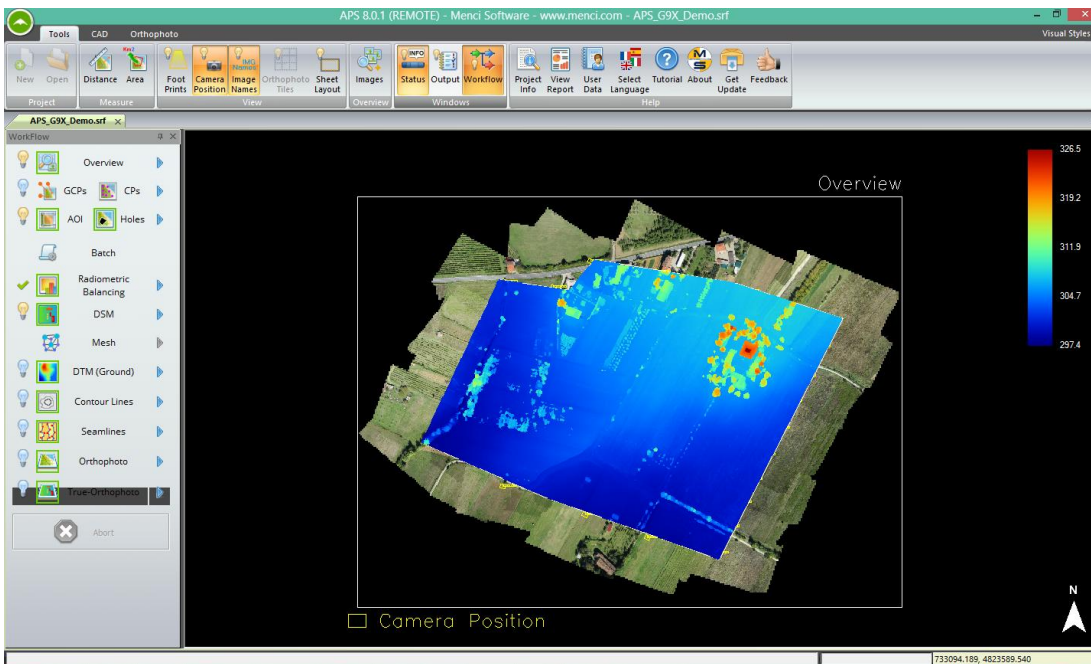 APS 8.0.1 (REMOTE) - Menci Software - www.menci.com - APS_G9X_Demo.srf
Tools CAD Orthophoto Visual Styles
New Open Distance Area Foot Prints Camera Position Image Names Orthophoto Tiles Sheet Layout Images Status Output Workflow Project Info View Report User Data Select Language Tutorial About Get Update Feedback
Project Measure View Overview Windows Help
APS_G9X_Demo.srf
WorkFlow
Overview
GCPs CPs
AOI Holes
Batch
Radiometric
Balancing
DSM
Mesh
DTM (Ground)
Contour Lines
Seamlines
Orthophoto
True-Orthophoto
Abort
Overview
326.5
319.2
311.9
304.7
297.4
Camera Position
N
733094.189, 4823589.540